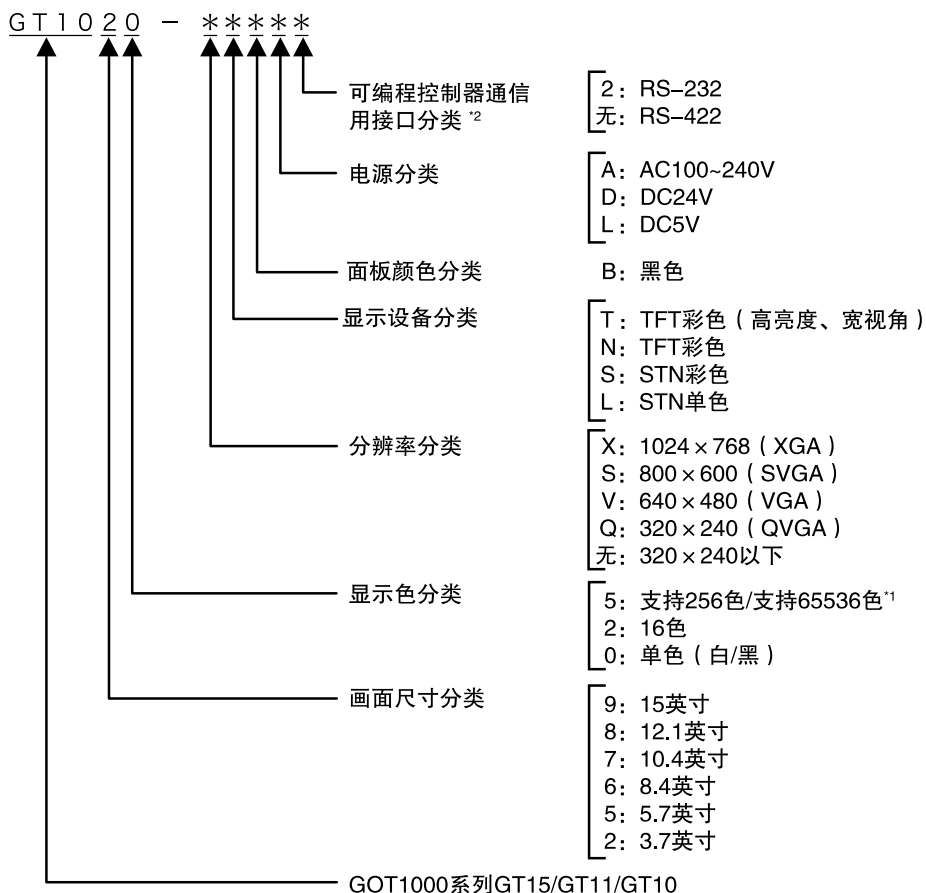 GT1020 - *****
可编程控制器通信
用接口分类 *2
2：RS-232
无：RS-422
电源分类
A：AC100~240V
D：DC24V
L：DC5V
面板颜色分类
B：黑色
显示设备分类
T：TFT彩色（高亮度、宽视角）
N：TFT彩色
S：STN彩色
L：STN单色
分辨率分类
X：1024×768（XGA）
S：800×600（SVGA）
V：640×480（VGA）
Q：320×240（QVGA）
无：320×240以下
显示色分类
5：支持256色/支持65536色*1
2：16色
0：单色（白/黑）
画面尺寸分类
9：15英寸
8：12.1英寸
7：10.4英寸
6：8.4英寸
5：5.7英寸
2：3.7英寸
GOT1000系列GT15/GT11/GT10